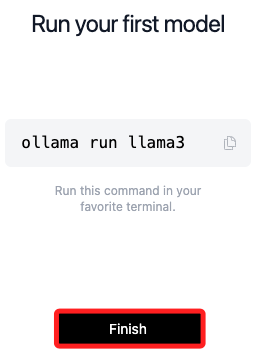 Run your first model
ollama run llama3
Run this command in your
favorite terminal.
Finish